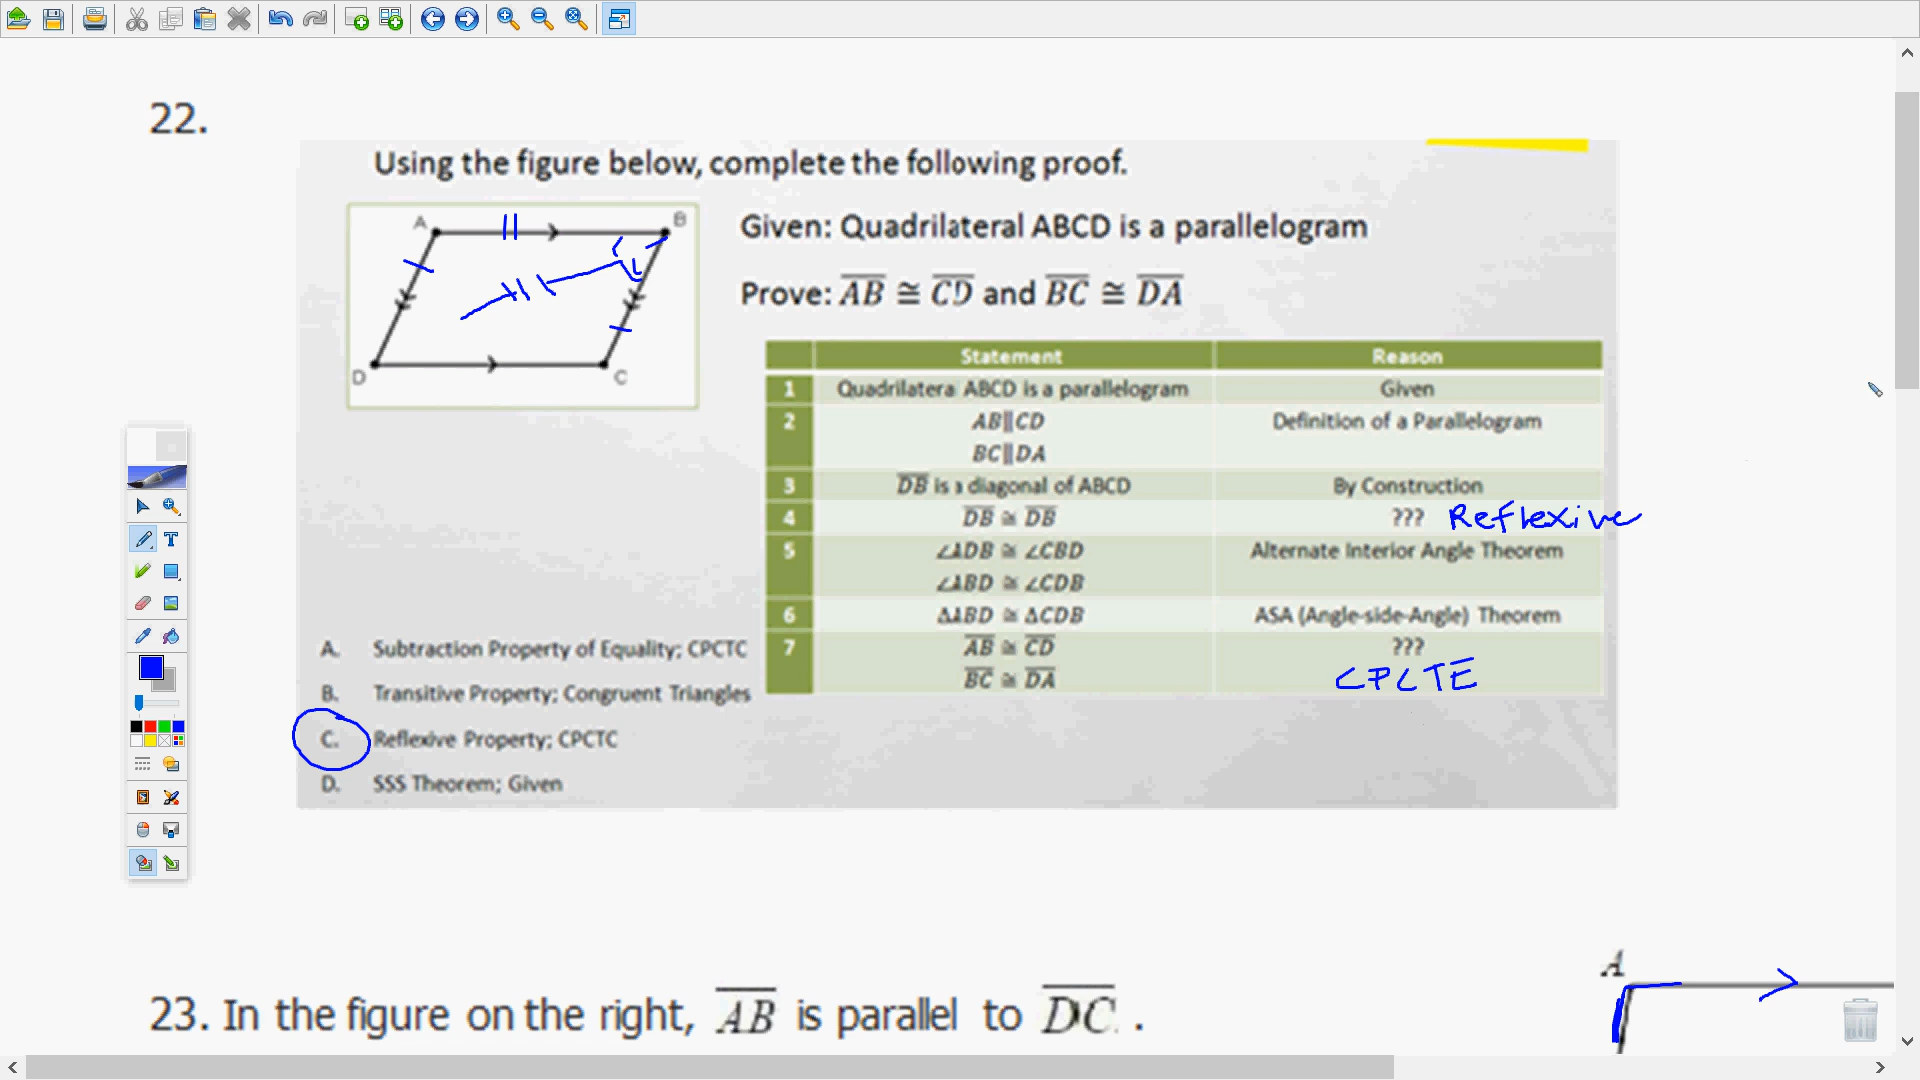 22.
Using the figure below, complete the following proof.
A
B
D
C
Given: Quadrilateral ABCD is a parallelogram
Prove: AB ≅ CD and BC ≅ DA
Statement Reason
1 Quadrilateral ABCD is a parallelogram Given
2 AB||CD Definition of a Parallelogram
BC||DA
3 DB is a diagonal of ABCD By Construction
4 DB ≅ DB ??? Reflexive
5 ∠ADB ≅ ∠CBD Alternate Interior Angle Theorem
∠ABD ≅ ∠CDB
6 ΔABD ≅ ΔCDB ASA (Angle-side-Angle) Theorem
7 AB ≅ CD ???
BC ≅ DA CPCTE
A. Subtraction Property of Equality; CPCTC
B. Transitive Property; Congruent Triangles
C. Reflexive Property; CPCTC
D. SSS Theorem; Given
A
23. In the figure on the right, AB is parallel to DC.